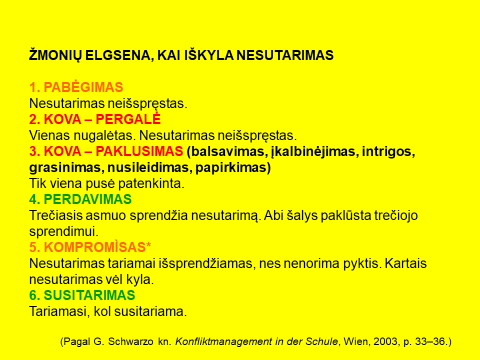 ŽMONIŲ ELGSENA, KAI IŠKYLA NESUTARIMAS
1. PABĖGIMAS
Nesutarimas neišspręstas.
2. KOVA – PERGALĖ
Vienas nugalėtas. Nesutarimas neišspręstas.
3. KOVA – PAKLUSIMAS (balsavimas, įkalbinėjimas, intrigos,
grasinimas, nusileidimas, papirkimas)
Tik viena pusė patenkinta.
4. PERDAVIMAS
Trečiasis asmuo sprendžia nesutarimą. Abi šalys paklūsta trečiojo
sprendimui.
5. KOMPROMÌSAS*
Nesutarimas tariamai išsprendžiamas, nes nenorima pyktis. Kartais
nesutarimas vėl kyla.
6. SUSITARIMAS
Tariamasi, kol susitariama.
(Pagal G. Schwarzo kn. Konfliktmanagement in der Schule, Wien, 2003, p. 33–36.)